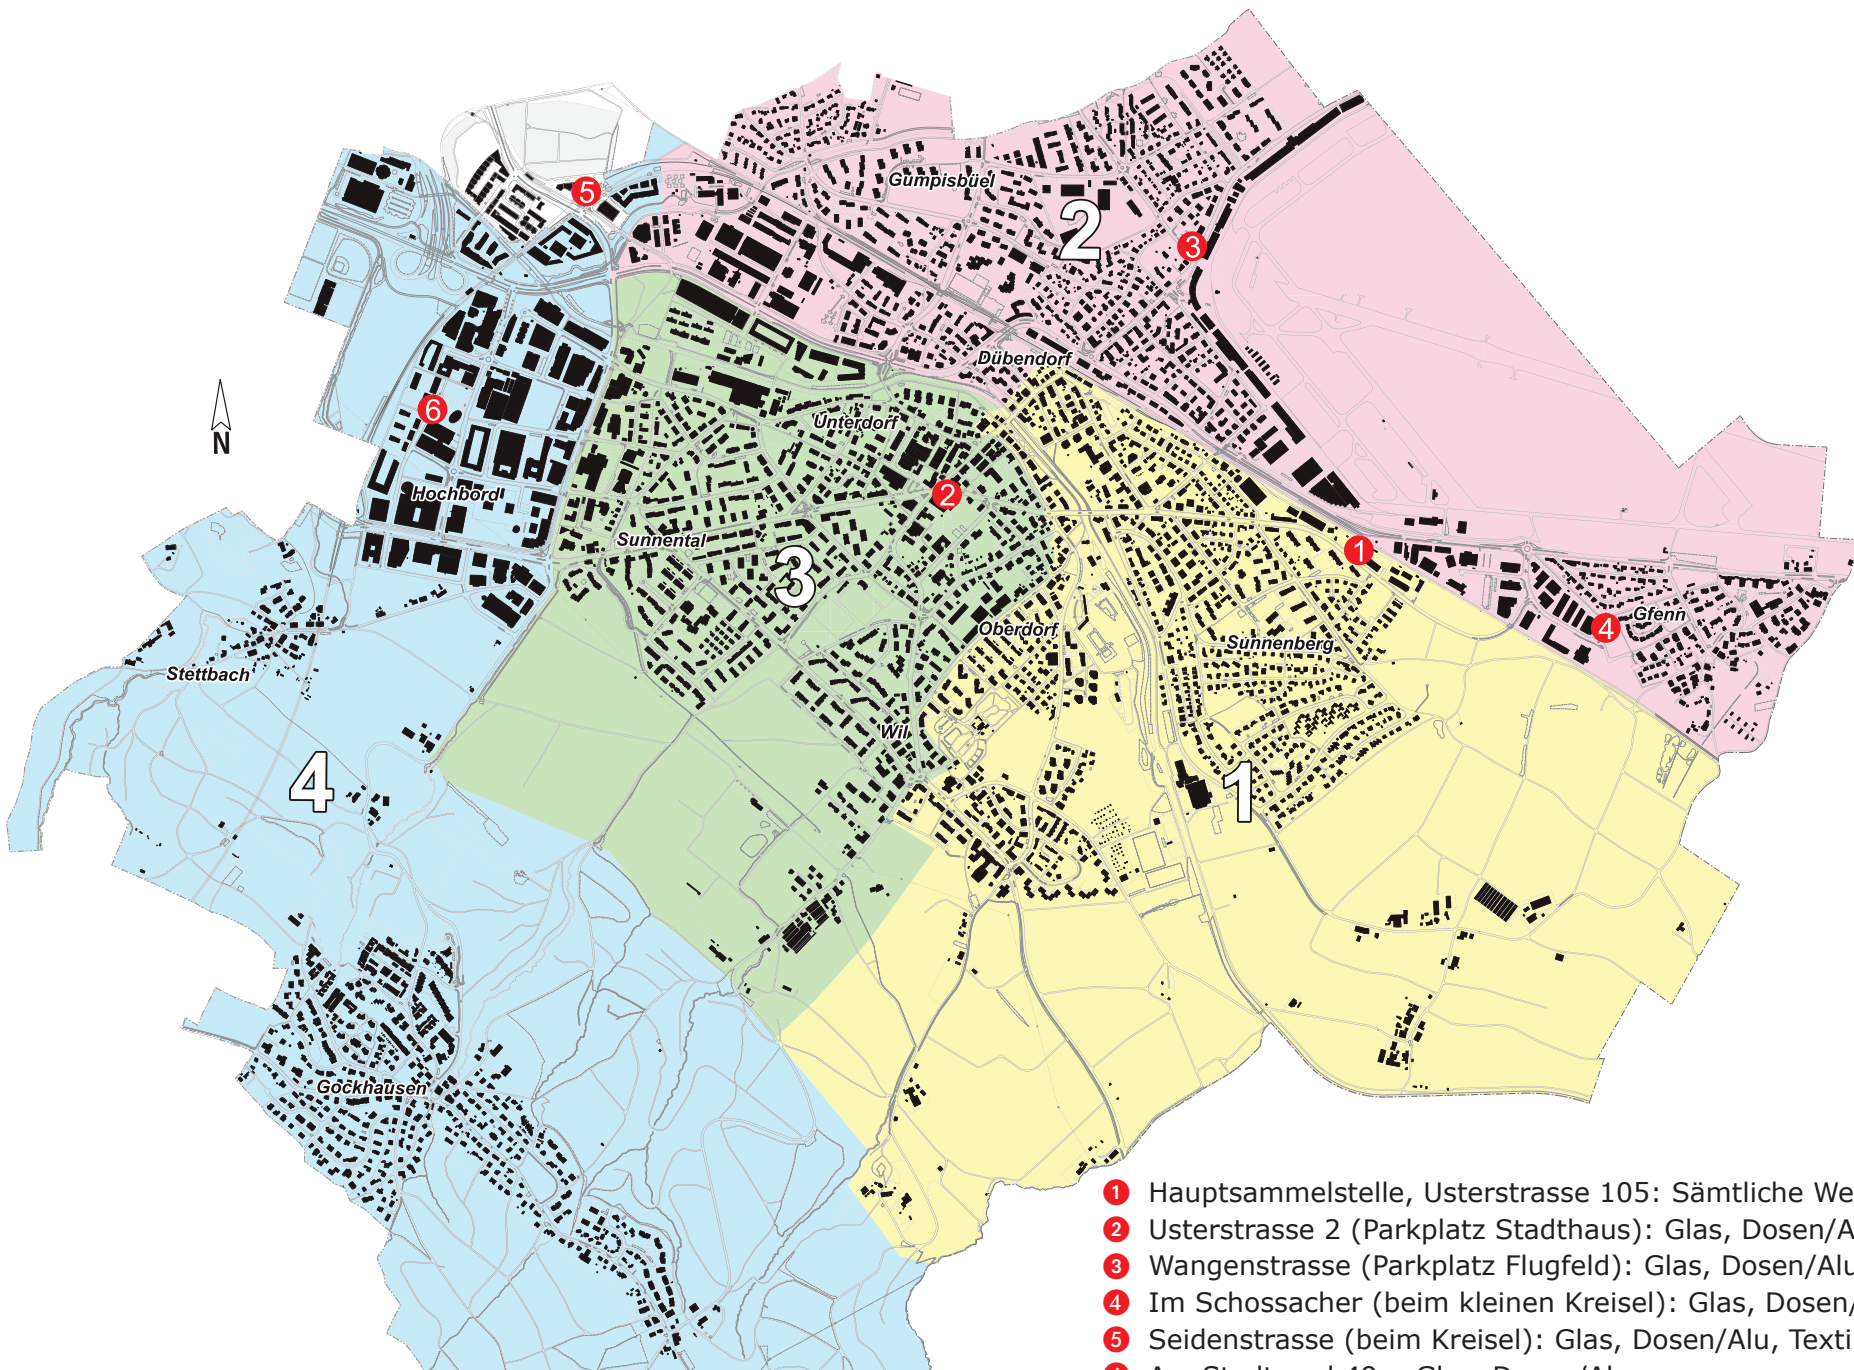 Gumpisbüel
5
2
3
Dübendorf
N
6
Unterdorf
Hochbord
2
Sunnental
3
1
Oberdorf
Sunnenberg
Gfenn
4
Stettbach
Wil
4
1
Gockhausen
1 Hauptsammelstelle, Usterstrasse 105: Sämtliche We
2 Usterstrasse 2 (Parkplatz Stadthaus): Glas, Dosen/A
3 Wangenstrasse (Parkplatz Flugfeld): Glas, Dosen/Alu
4 Im Schossacher (beim kleinen Kreisel): Glas, Dosen/
5 Seidenstrasse (beim Kreisel): Glas, Dosen/Alu, Texti